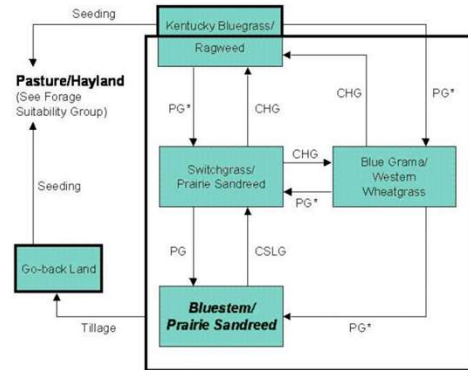 Seeding
Kentucky Bluegrass/
Ragweed
Pasture/Hayland
(See Forage
Suitability Group)
PG*
CHG
CHG
PG*
Switchgrass/
Prairie Sandreed
CHG
PG*
Blue Grama/
Western
Wheatgrass
Seeding
PG
CSLG
Go-back Land
Tillage
Bluestem/
Prairie Sandreed
PG*